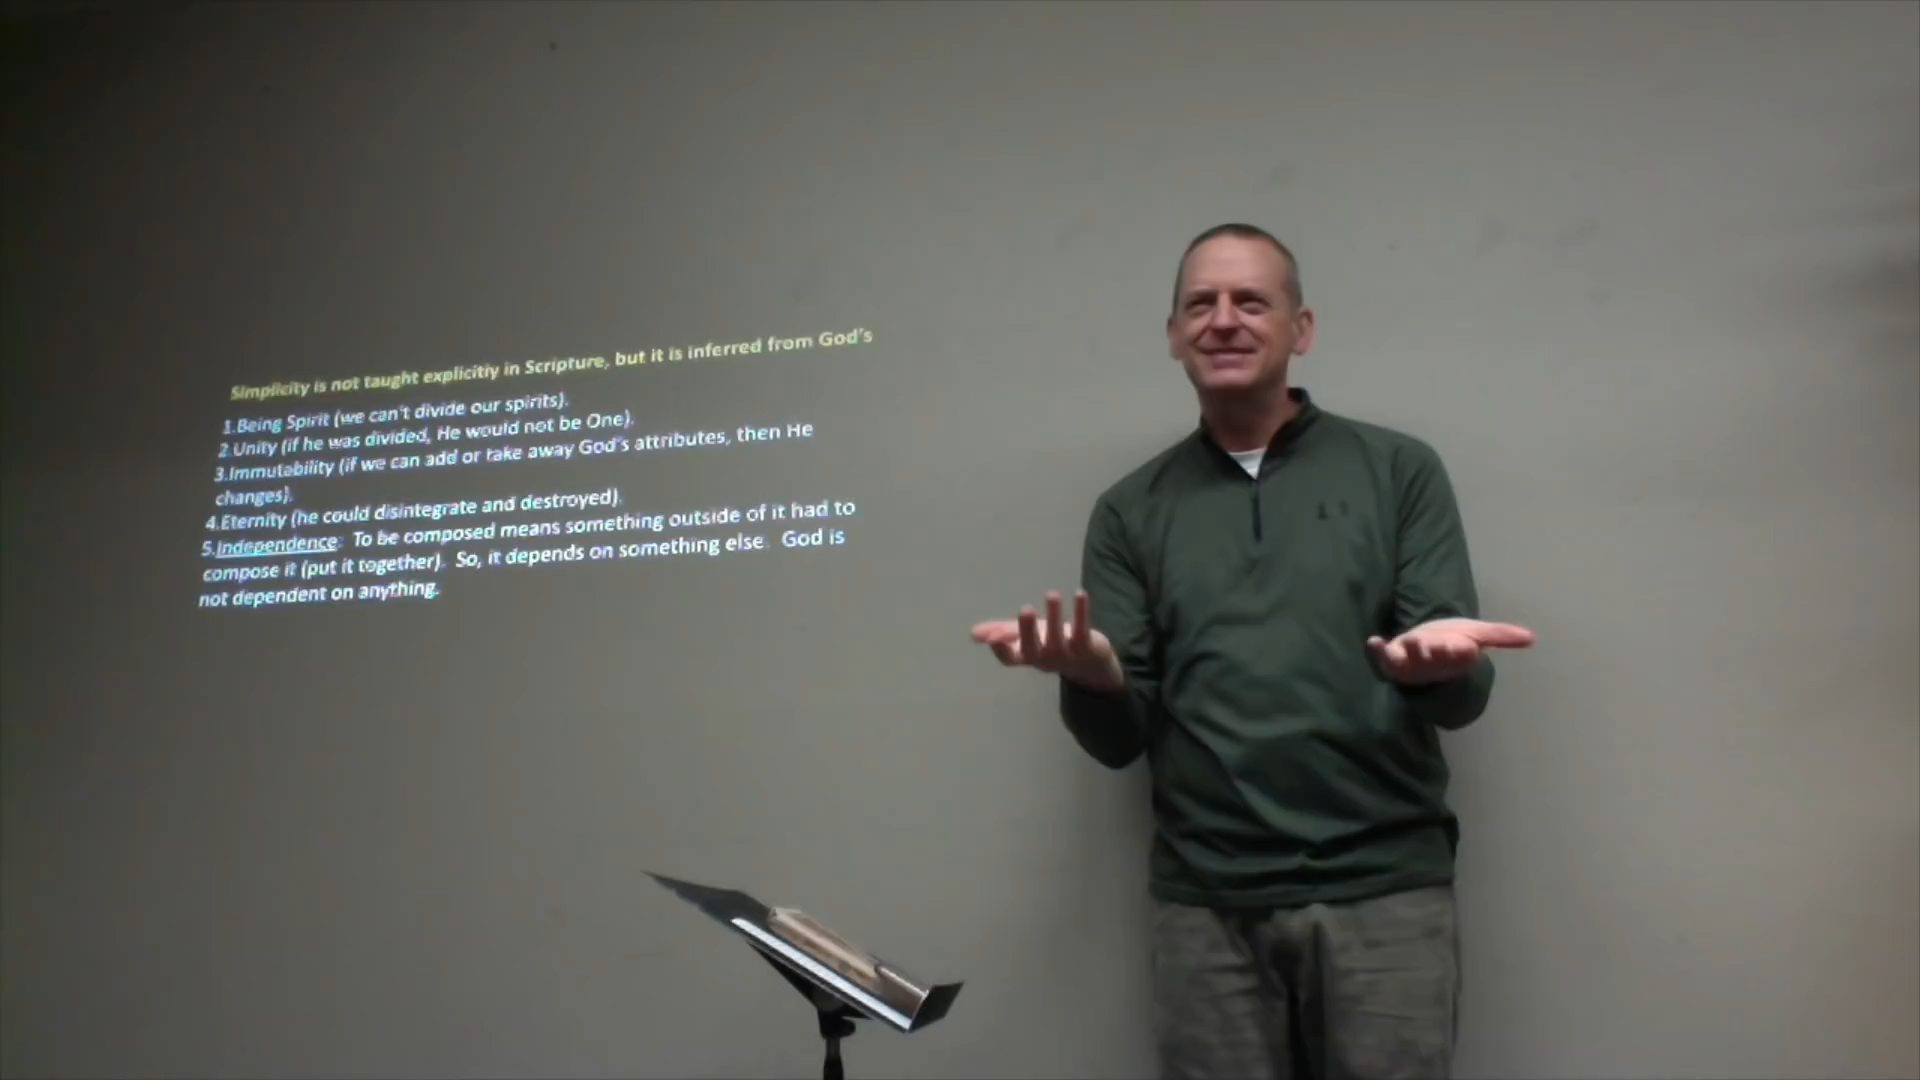 Simplicity is not taught explicitly in Scripture, but it is inferred from God's
1.Being Spirit (we can't divide our spirits).
2.Unity (if he was divided, He would not be One).
3.Immutability (if we can add or take away God's attributes, then He
changes).
4.Eternity (he could disintegrate and destroyed).
5.Independence: To be composed means something outside of it had to
compose it (put it together). So, it depends on something else. God is
not dependent on anything.